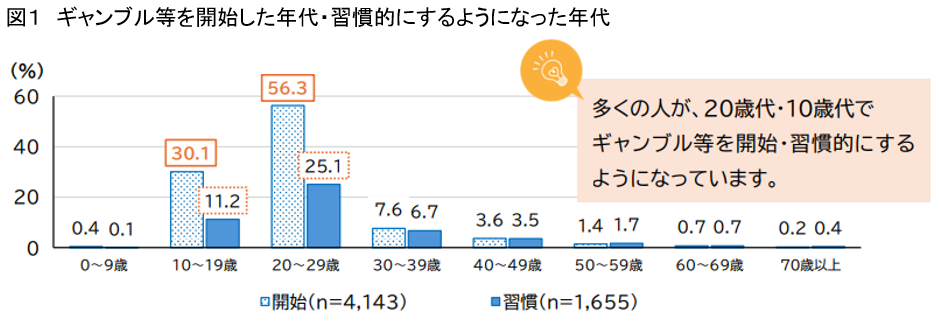 図1　ギャンブル等を開始した年代・習慣的にするようになった年代
(%)
60
40
20
0
56.3
30.1
25.1
11.2
0.4 0.1
7.6 6.7
3.6 3.5
1.4 1.7
0.7 0.7
0.2 0.4
多くの人が、20歳代・10歳代で
ギャンブル等を開始・習慣的にする
ようになっています。
0～9歳 10～19歳 20～29歳 30～39歳 40～49歳 50～59歳 60～69歳 70歳以上
開始(n=4,143) 習慣(n=1,655)